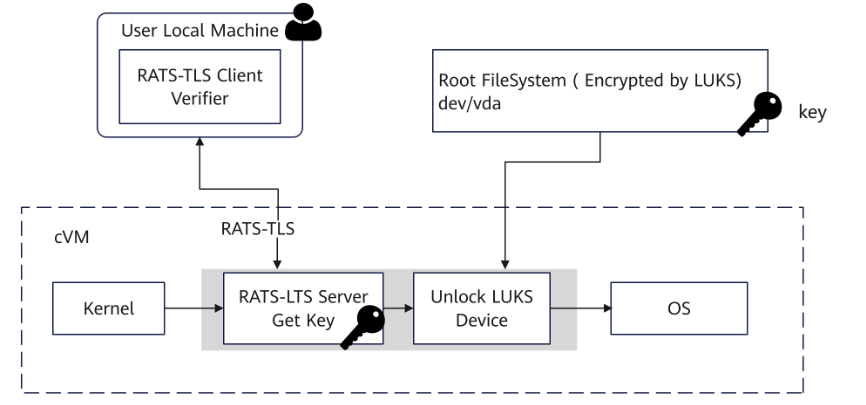 User Local Machine
RATS-TLS Client
Verifier
Root FileSystem ( Encrypted by LUKS)
dev/vda
key
cVM
RATS-TLS
Kernel
RATS-LTS Server
Get Key
Unlock LUKS
Device
OS